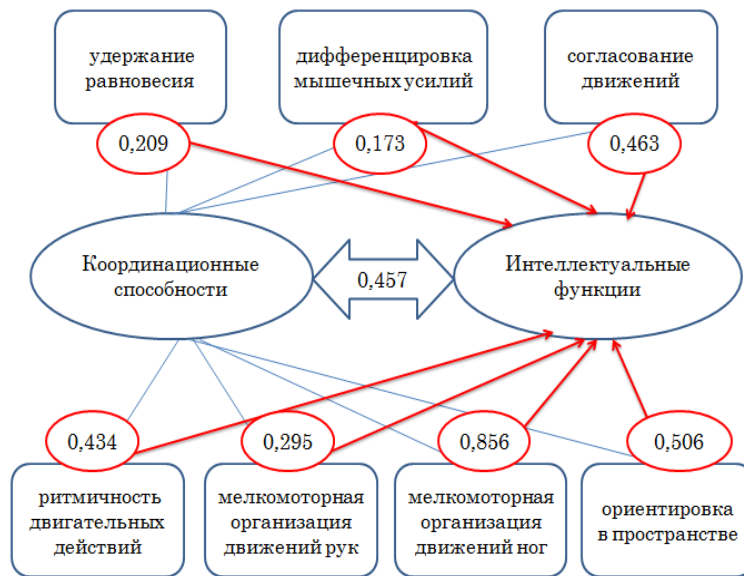 удержание
равновесия
дифференцировка
мышечных усилий
согласование
движений
0,209
0,173
0,463
Координационные
способности
0,457
Интеллектуальные
функции
0,434
0,295
0,856
0,506
ритмичность
двигательных
действий
мелкомоторная
организация
движений рук
мелкомоторная
организация
движений ног
ориентировка
в пространстве